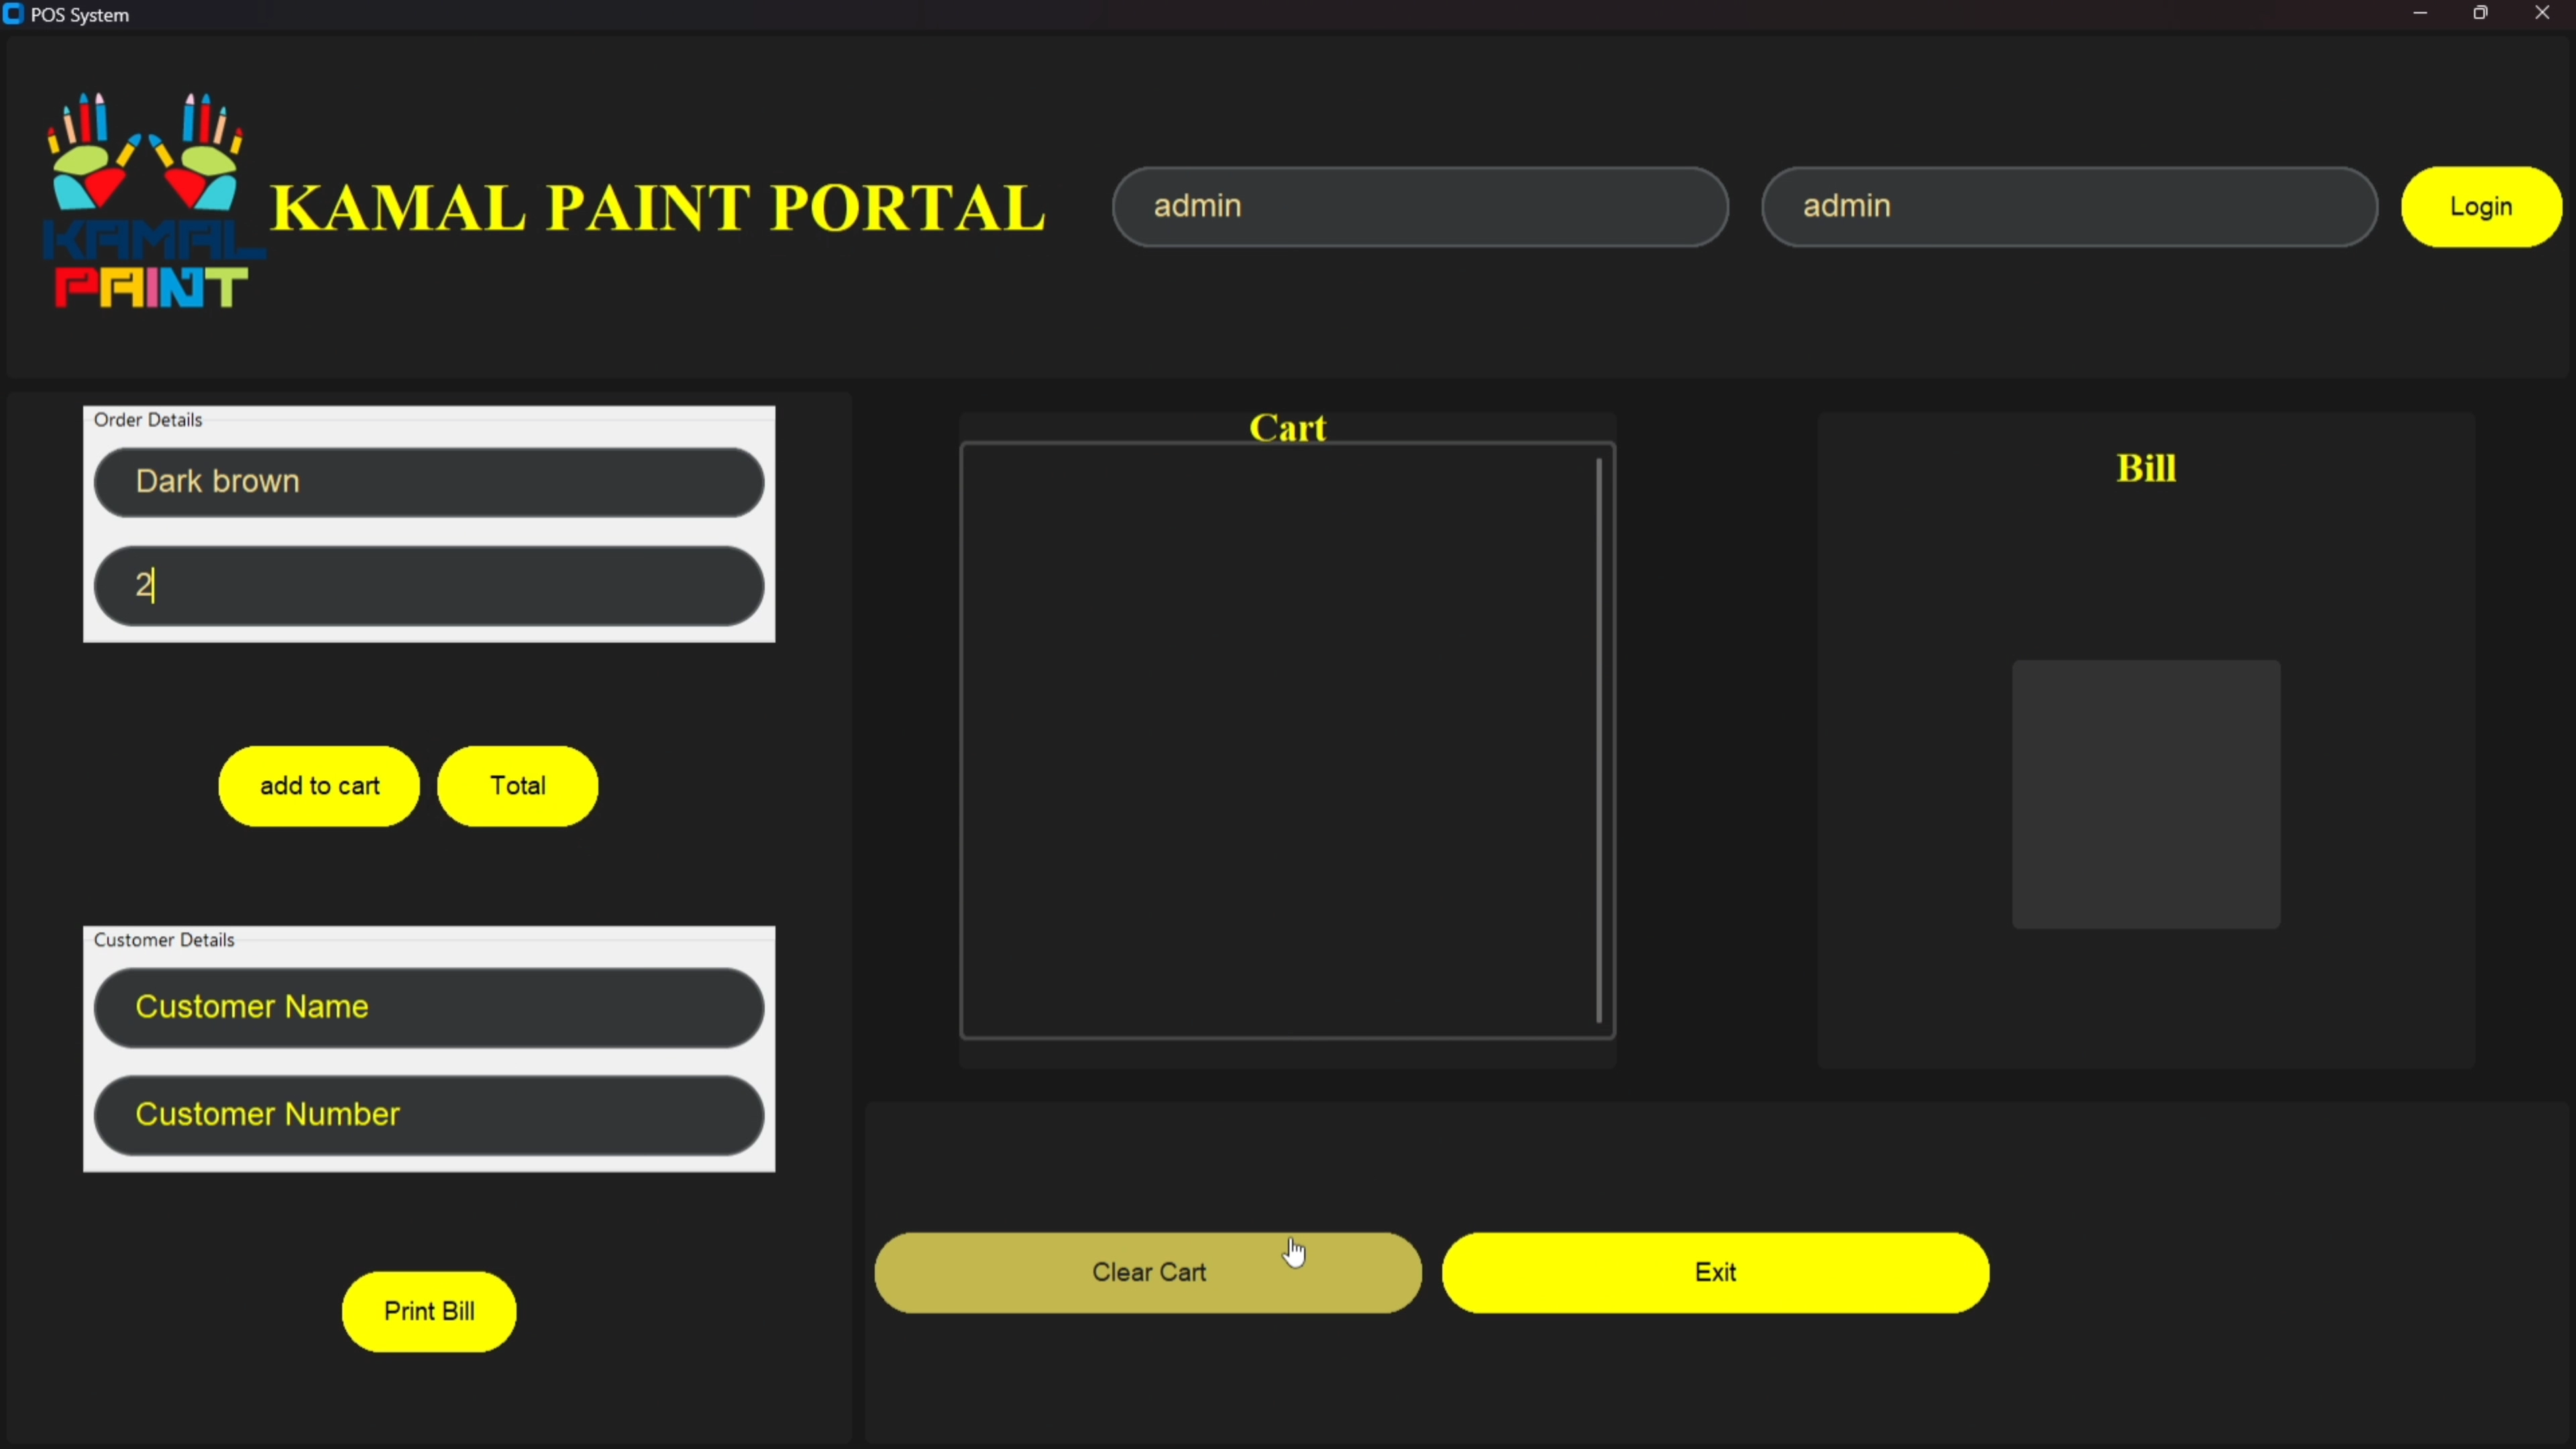 POS System
KAMAL
PAINT
KAMAL PAINT PORTAL
admin
admin
Login
Order Details
Dark brown
2
add to cart
Total
Customer Details
Customer Name
Customer Number
Print Bill
Cart
Bill
Clear Cart
Exit